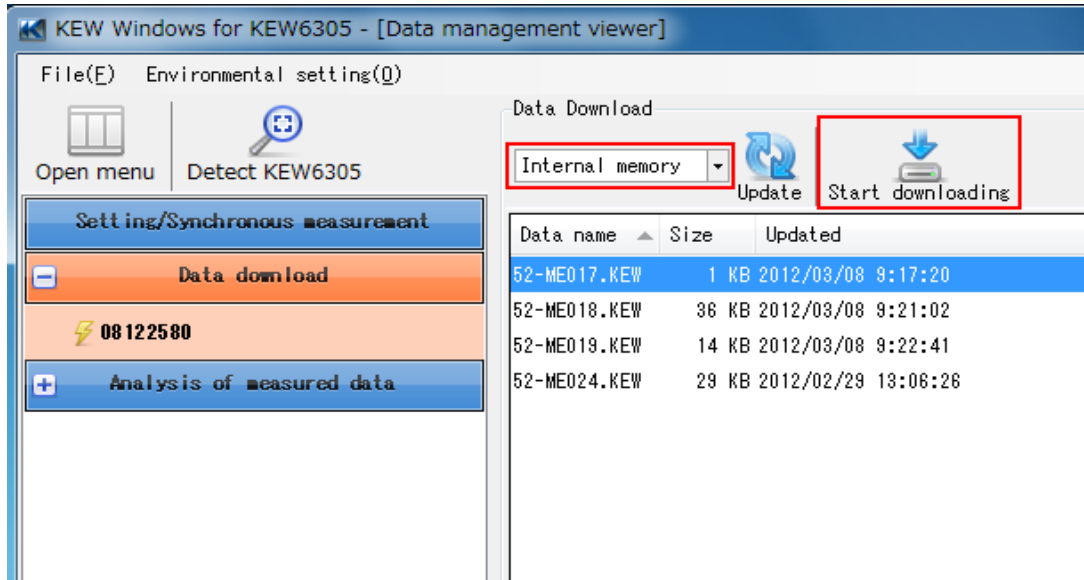 KEW Windows for KEW6305 - [Data management viewer]
File(F) Environmental setting(O)
Open menu
Detect KEW6305
Setting/Synchronous measurement
Data download
08122580
Analysis of measured data
Data Download
Internal memory
Update
Start downloading
Data name Size Updated
52-ME017.KEW 1 KB 2012/03/08 9:17:20
52-ME018.KEW 36 KB 2012/03/08 9:21:02
52-ME019.KEW 14 KB 2012/03/08 9:22:41
52-ME024.KEW 29 KB 2012/02/29 13:06:26